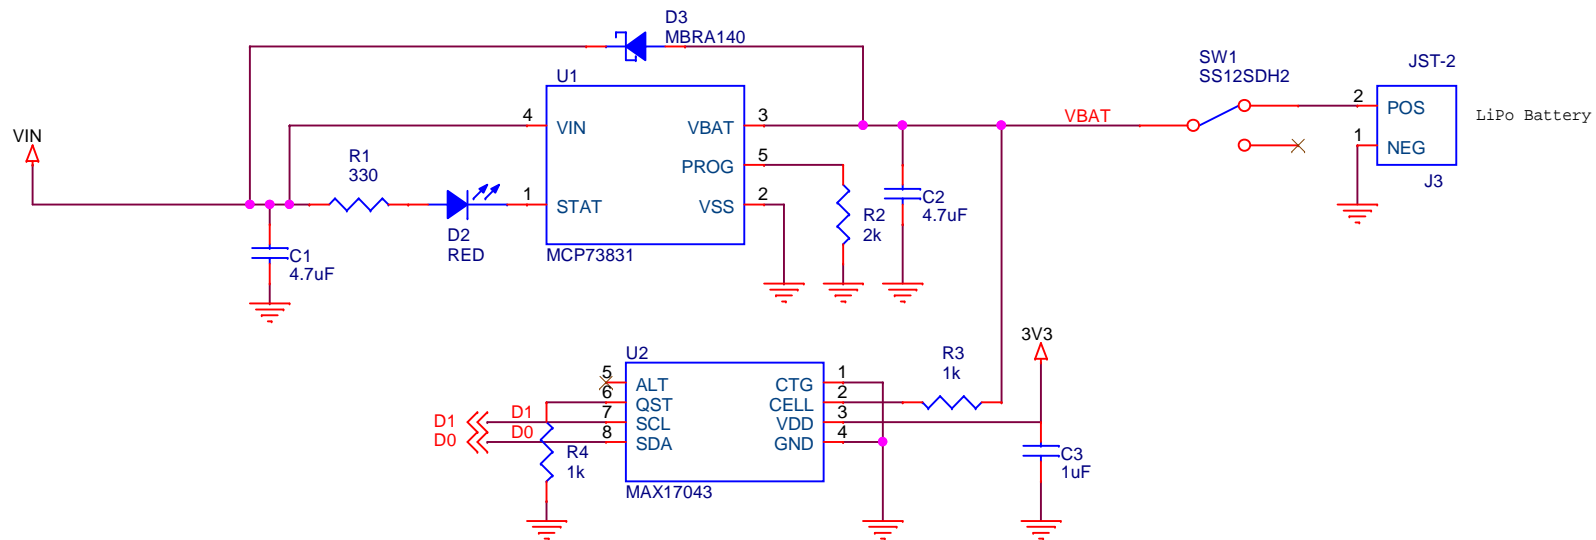 D3
MBRA140
U1
SW1
SS12SDH2
JST-2
4
VIN
VBAT
3
VBAT
2
POS
LiPo Battery
VIN
R1
330
PROG
5
1
NEG
J3
1
STAT
VSS
2
D2
RED
R2
2k
C2
4.7uF
C1
4.7uF
MCP73831
3V3
U2
R3
1k
5
ALT
CTG
1
6
QST
CELL
2
D1
D1
7
SCL
VDD
3
D0
D0
8
SDA
GND
4
R4
1k
C3
1uF
MAX17043